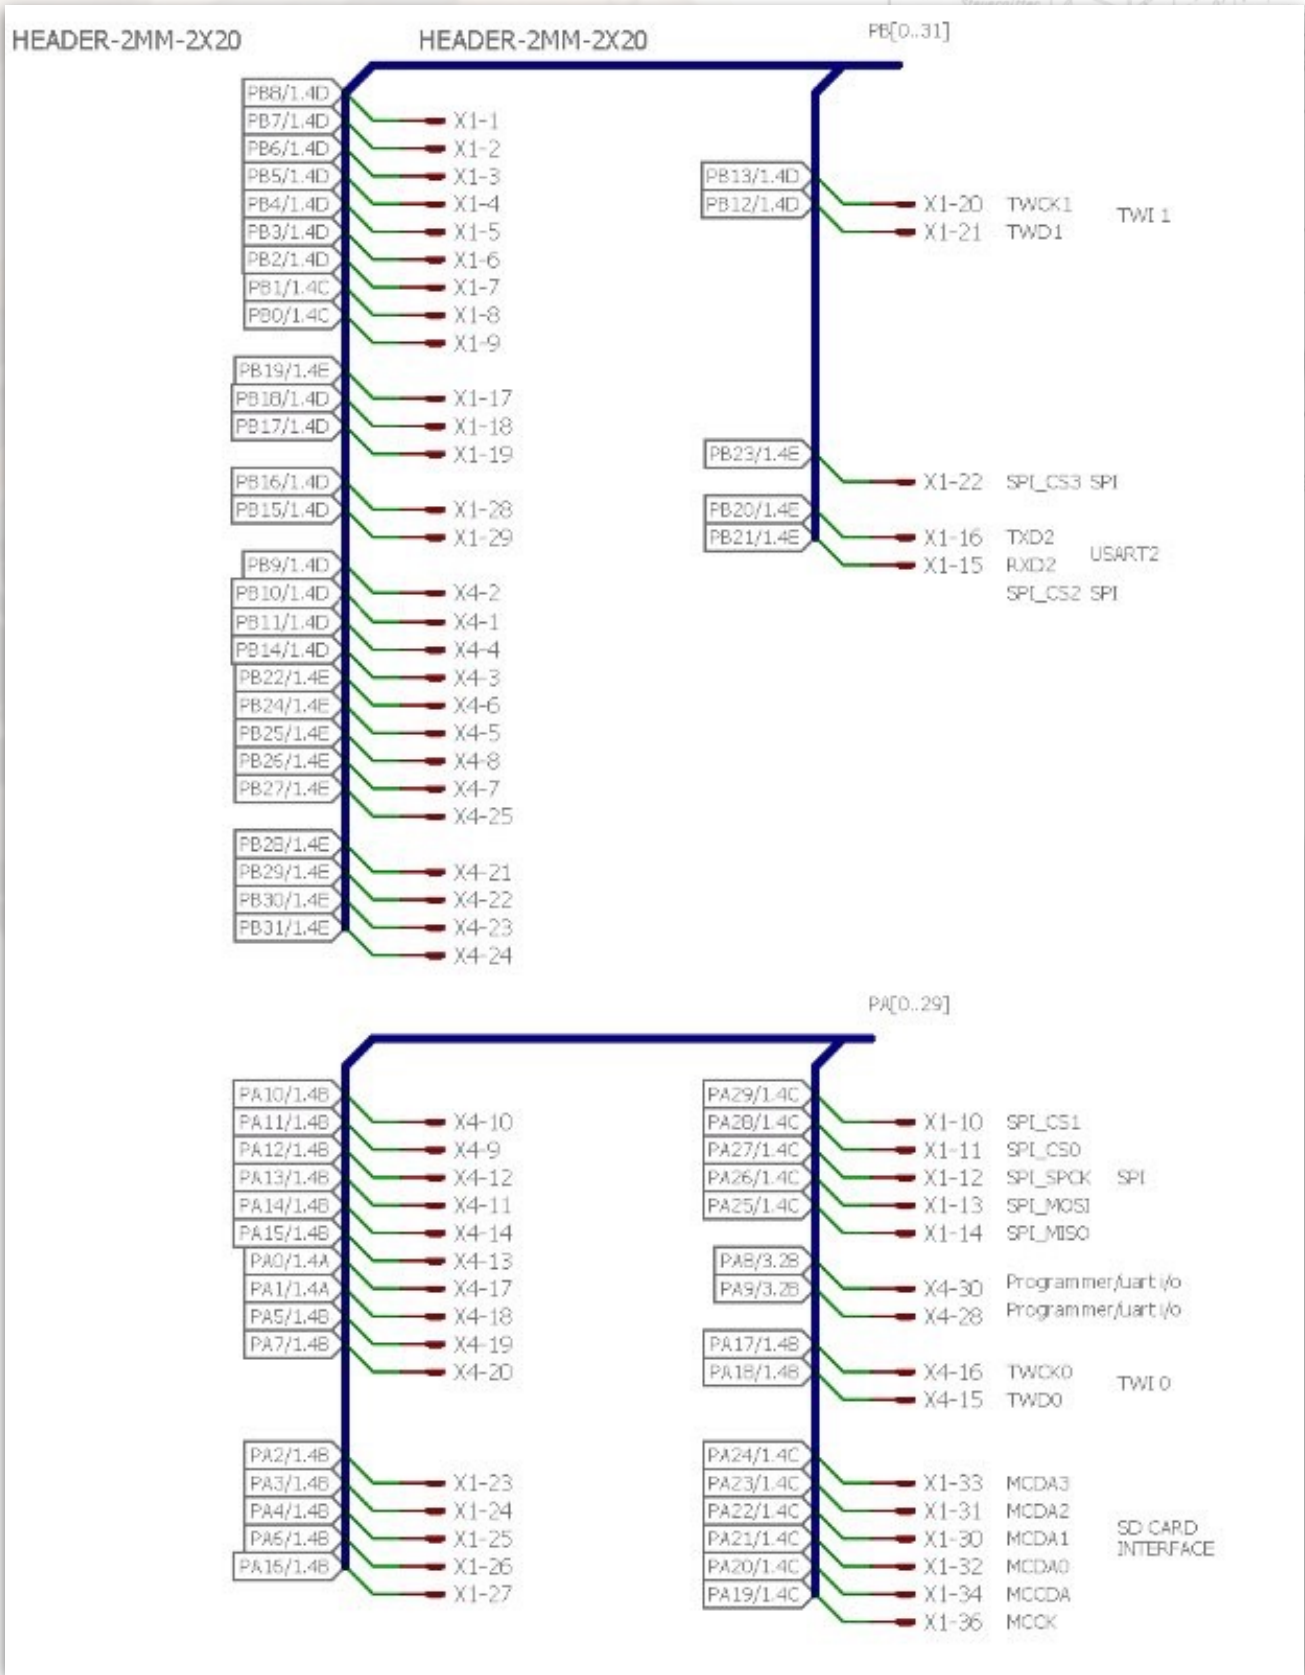 HEADER-2MM-2X20
HEADER-2MM-2X20
PB[0..31]
PB8/1.4D
X1-1
PB7/1.4D
X1-2
PB6/1.4D
X1-3
PB5/1.4D
X1-4
PB4/1.4D
X1-5
PB3/1.4D
X1-6
PB2/1.4D
X1-7
PB1/1.4C
X1-8
PB0/1.4C
X1-9
PB19/1.4E
X1-17
PB18/1.4D
X1-18
PB17/1.4D
X1-19
PB16/1.4D
X1-28
PB15/1.4D
X1-29
PB9/1.4D
X4-2
PB10/1.4D
X4-1
PB11/1.4D
X4-4
PB14/1.4D
X4-3
PB22/1.4E
X4-6
PB24/1.4E
X4-5
PB25/1.4E
X4-8
PB26/1.4E
X4-7
PB27/1.4E
X4-25
PB28/1.4E
X4-21
PB29/1.4E
X4-22
PB30/1.4E
X4-23
PB31/1.4E
X4-24
PB13/1.4D
X1-20 TWCK1
PB12/1.4D
X1-21 TWD1
TWI 1
PB23/1.4E
X1-22 SPI_CS3 SPI
PB20/1.4E
X1-16 TXD2
PB21/1.4E
X1-15 RXD2
USART2
SPI_CS2 SPI
PA[0..29]
PA10/1.4B
X4-10
PA11/1.4B
X4-9
PA12/1.4B
X4-12
PA13/1.4B
X4-11
PA14/1.4B
X4-14
PA15/1.4B
X4-13
PA0/1.4A
X4-17
PA1/1.4A
X4-18
PA5/1.4B
X4-19
PA7/1.4B
X4-20
PA2/1.4B
X1-23
PA3/1.4B
X1-24
PA4/1.4B
X1-25
PA6/1.4B
X1-26
PA16/1.4B
X1-27
PA29/1.4C
X1-10 SPI_CS1
PA28/1.4C
X1-11 SPI_CS0
PA27/1.4C
X1-12 SPI_SPCK SPI
PA26/1.4C
X1-13 SPI_MOSI
PA25/1.4C
X1-14 SPI_MISO
PA8/3.2B
X4-30 Programmer/uart i/o
PA9/3.2B
X4-28 Programmer/uart i/o
PA17/1.4B
X4-16 TWCK0
PA18/1.4B
X4-15 TWD0
TWI 0
PA24/1.4C
X1-33 MCDA3
PA23/1.4C
X1-31 MCDA2
PA22/1.4C
X1-30 MCDA1
PA21/1.4C
X1-32 MCDA0
PA20/1.4C
X1-34 MCCDA
PA19/1.4C
X1-36 MCCK
SD CARD
INTERFACE